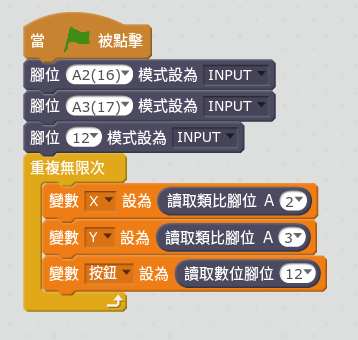 當 被點擊
腳位 A2(16) 模式設為 INPUT
腳位 A3(17) 模式設為 INPUT
腳位 12 模式設為 INPUT
重複無限次
變數 X 設為 讀取類比腳位 A 2
變數 Y 設為 讀取類比腳位 A 3
變數 按鈕 設為 讀取數位腳位 12